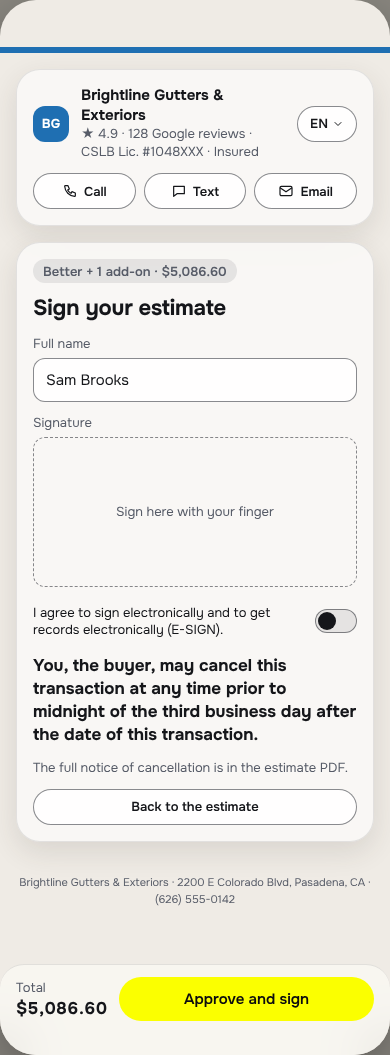 BG
Brightline Gutters &
Exteriors
★ 4.9 · 128 Google reviews ·
CSLB Lic. #1048XXX · Insured
EN
Call
Text
Email
Better + 1 add-on · $5,086.60
Sign your estimate
Full name
Sam Brooks
Signature
Sign here with your finger
I agree to sign electronically and to get
records electronically (E-SIGN).
You, the buyer, may cancel this
transaction at any time prior to
midnight of the third business day after
the date of this transaction.
The full notice of cancellation is in the estimate PDF.
Back to the estimate
Brightline Gutters & Exteriors · 2200 E Colorado Blvd, Pasadena, CA ·
(626) 555-0142
Total
$5,086.60
Approve and sign